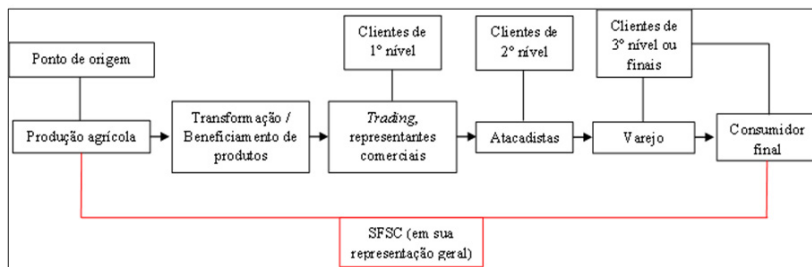 Ponto de origem
Clientes de
1º nível
Clientes de
2º nível
Clientes de
3º nível ou
finais
Produção agrícola
Transformação /
Beneficiamento de
produtos
Trading,
representantes
comerciais
Atacadistas
Varejo
Consumidor
final
SFSC (em sua
representação geral)